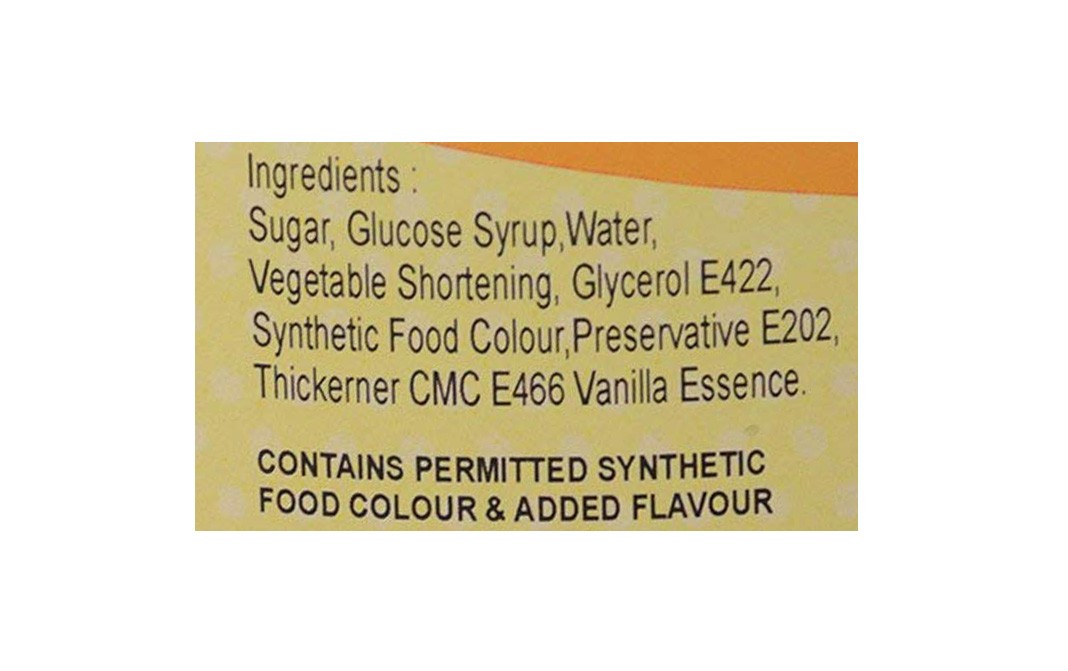 Ingredients :
Sugar, Glucose Syrup,Water,
Vegetable Shortening, Glycerol E422,
Synthetic Food Colour,Preservative E202,
Thickerner CMC E466 Vanilla Essence.
CONTAINS PERMITTED SYNTHETIC
FOOD COLOUR & ADDED FLAVOUR